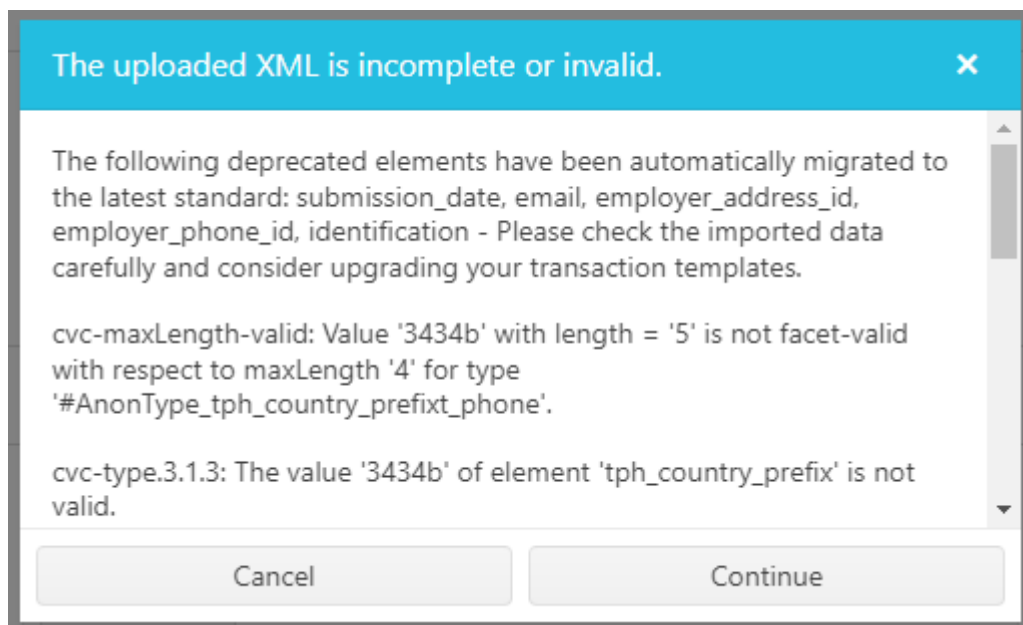 The uploaded XML is incomplete or invalid.
The following deprecated elements have been automatically migrated to
the latest standard: submission_date, email, employer_address_id,
employer_phone_id, identification - Please check the imported data
carefully and consider upgrading your transaction templates.
cvc-maxLength-valid: Value '3434b' with length = '5' is not facet-valid
with respect to maxLength '4' for type
'#AnonType_tph_country_prefixt_phone'.
cvc-type.3.1.3: The value '3434b' of element 'tph_country_prefix' is not
valid.
Cancel
Continue